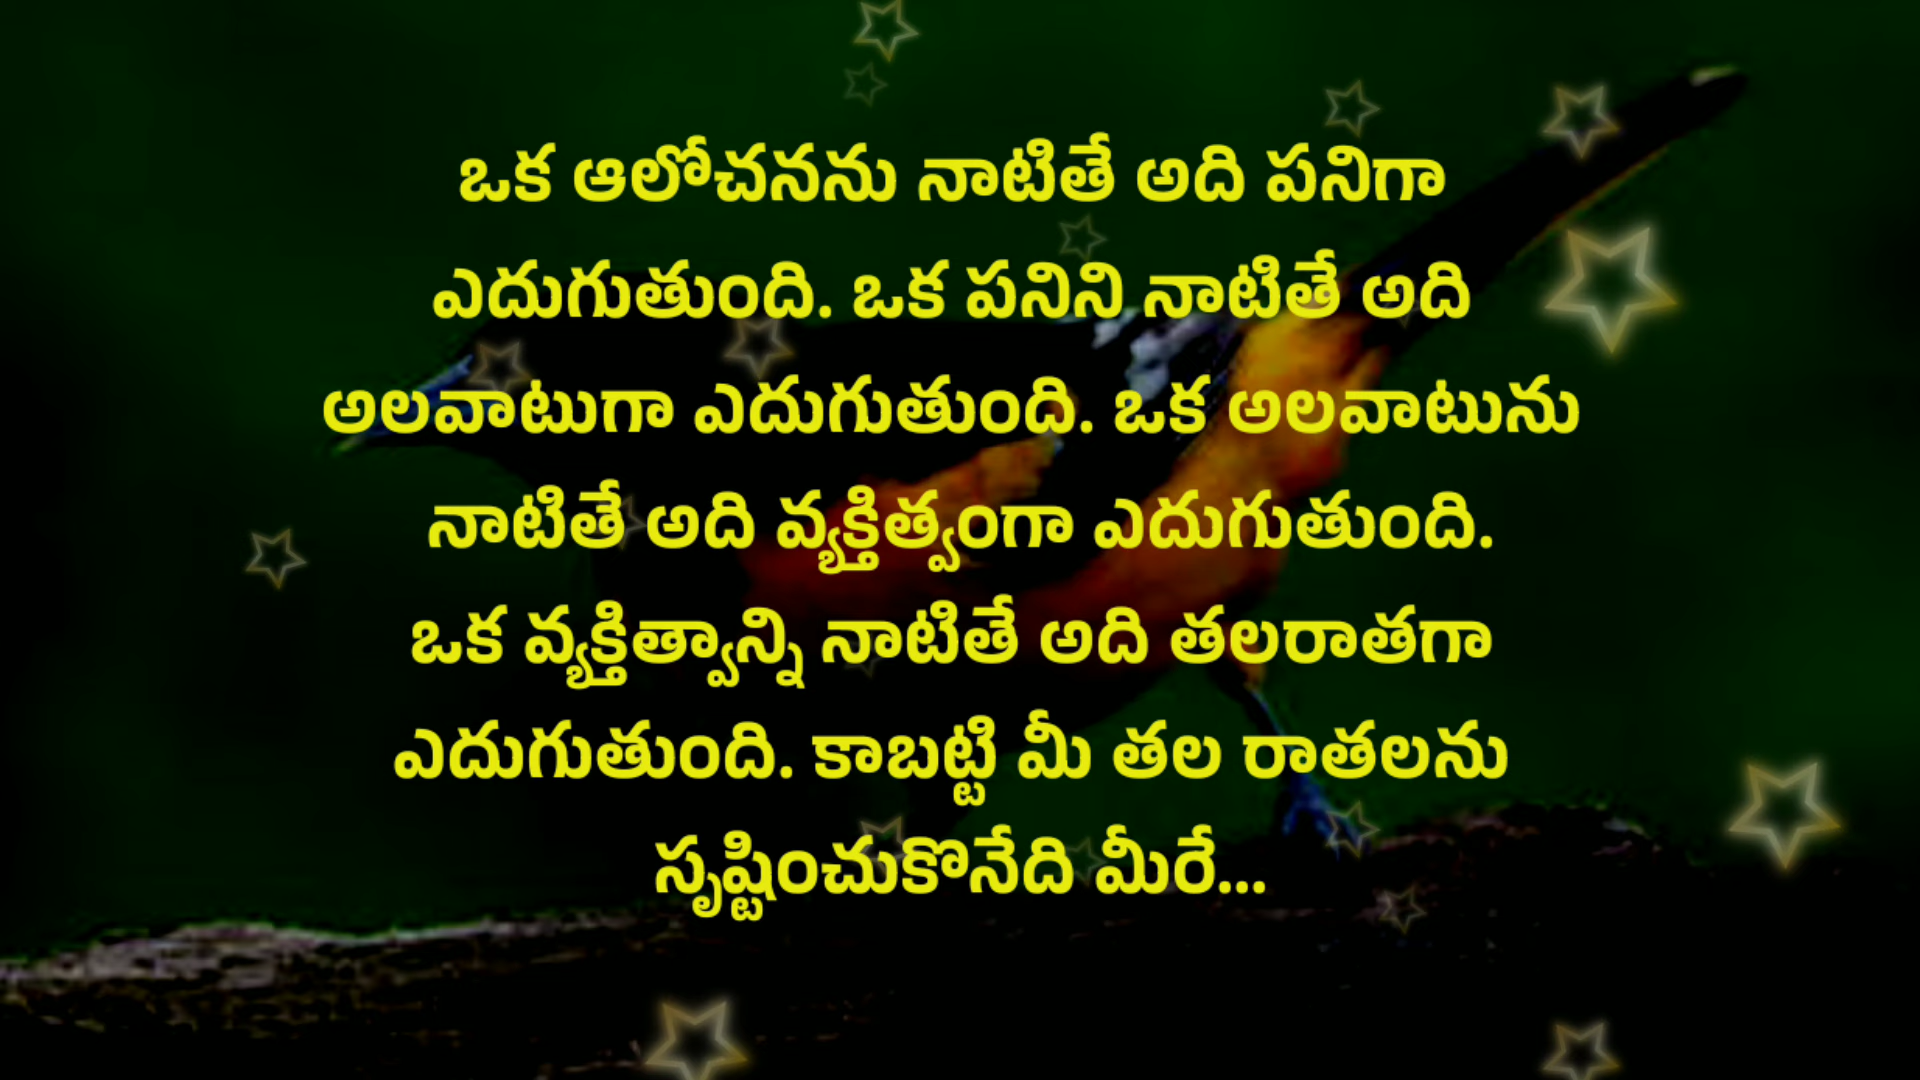 ఒక ఆలోచనను నాటితే అది పనిగా
ఎదుగుతుంది. ఒక పనిని నాటితే అది
అలవాటుగా ఎదుగుతుంది. ఒక అలవాటును
నాటితే అది వ్యక్తిత్వంగా ఎదుగుతుంది.
ఒక వ్యక్తిత్వాన్ని నాటితే అది తలరాతగా
ఎదుగుతుంది. కాబట్టి మీ తల రాతలను
సృష్టించుకొనేది మీరే...